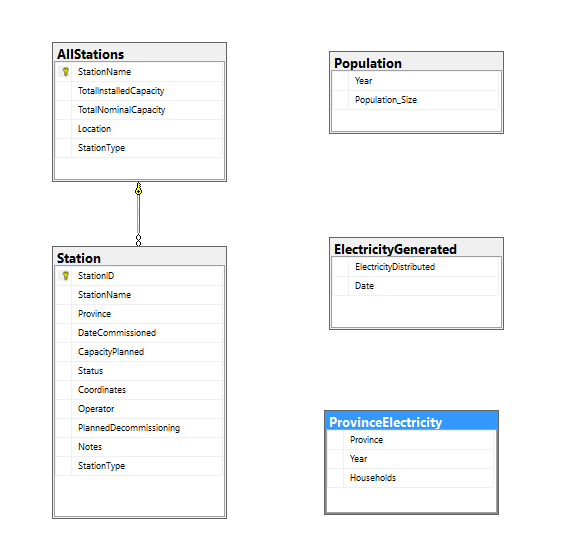 AllStations
StationName
TotalInstalledCapacity
TotalNominalCapacity
Location
StationType
Station
StationID
StationName
Province
DateCommissioned
CapacityPlanned
Status
Coordinates
Operator
PlannedDecommissioning
Notes
StationType
Population
Year
Population_Size
ElectricityGenerated
ElectricityDistributed
Date
ProvinceElectricity
Province
Year
Households